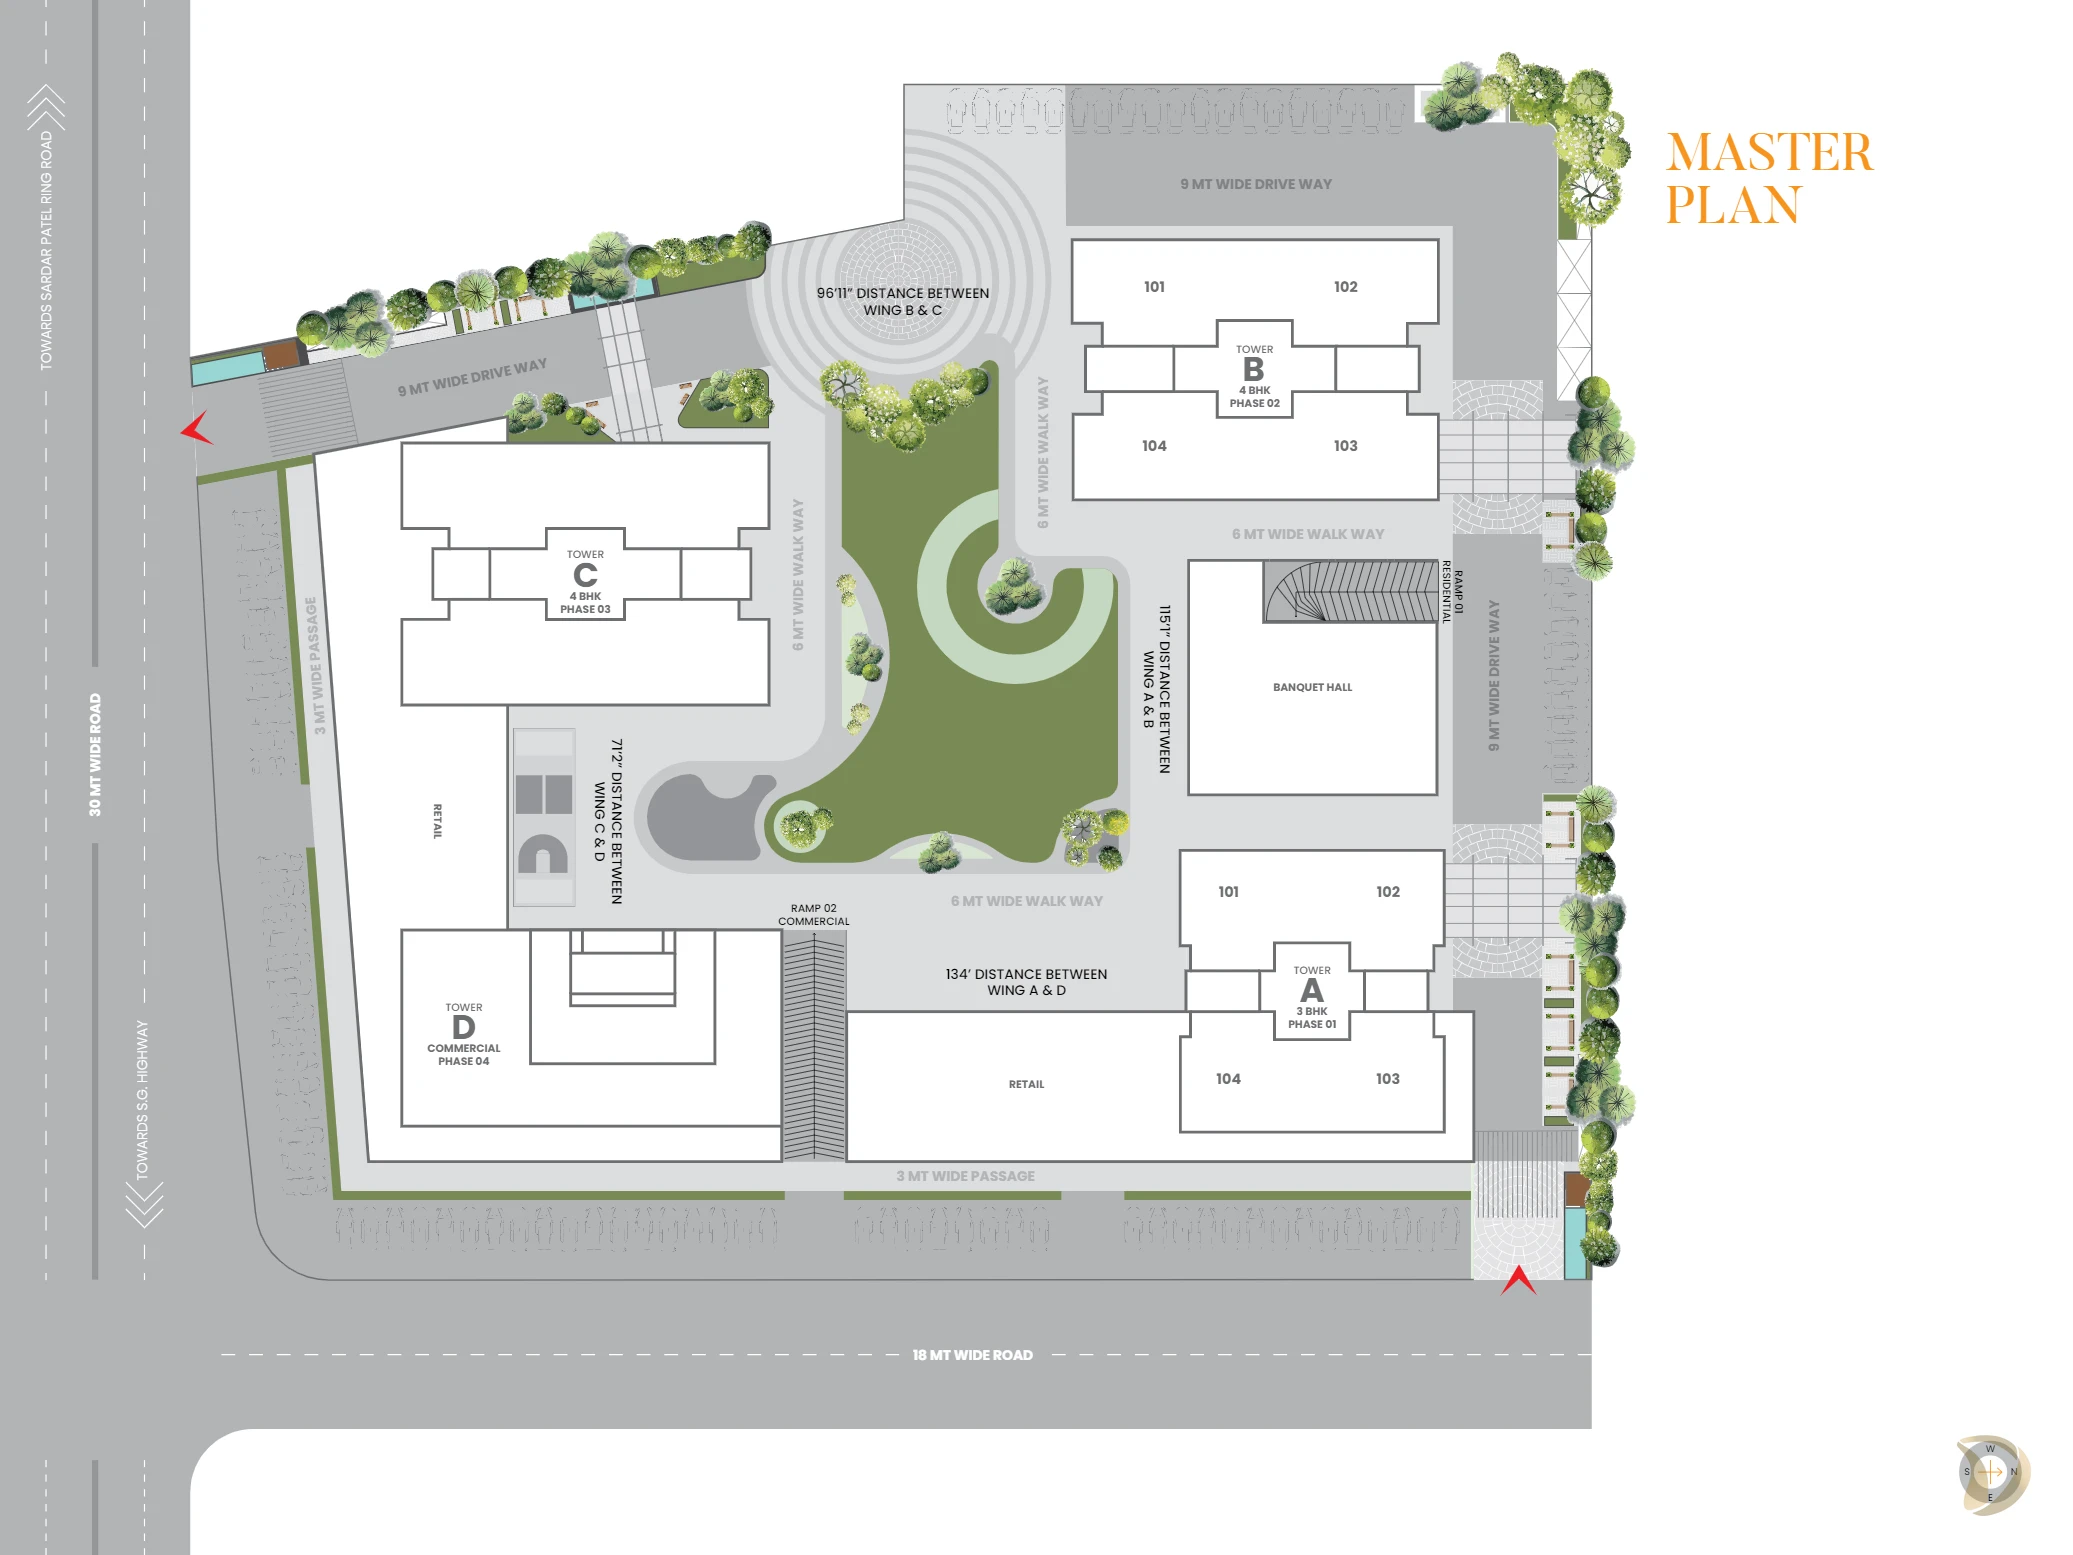 MASTER
PLAN
TOWARDS SARDAR PATEL RING ROAD
30 MT WIDE ROAD
TOWARDS S.G. HIGHWAY
9 MT WIDE DRIVE WAY
96'11" DISTANCE BETWEEN
WING B & C
101
102
TOWER
B
4 BHK
PHASE 02
104
103
9 MT WIDE DRIVE WAY
6 MT WIDE WALK WAY
6 MT WIDE WALK WAY
6 MT WIDE WALK WAY
TOWER
C
4 BHK
PHASE 03
3 MT WIDE PASSAGE
RAMP 01
RESIDENTIAL
9 MT WIDE DRIVE WAY
115'1" DISTANCE BETWEEN
WING A & B
BANQUET HALL
RETAIL
71'2" DISTANCE BETWEEN
WING C & D
RAMP 02
COMMERCIAL
6 MT WIDE WALK WAY
101
102
134' DISTANCE BETWEEN
WING A & D
TOWER
A
3 BHK
PHASE 01
TOWER
D
COMMERCIAL
PHASE 04
RETAIL
104
103
3 MT WIDE PASSAGE
18 MT WIDE ROAD
W
S
N
E